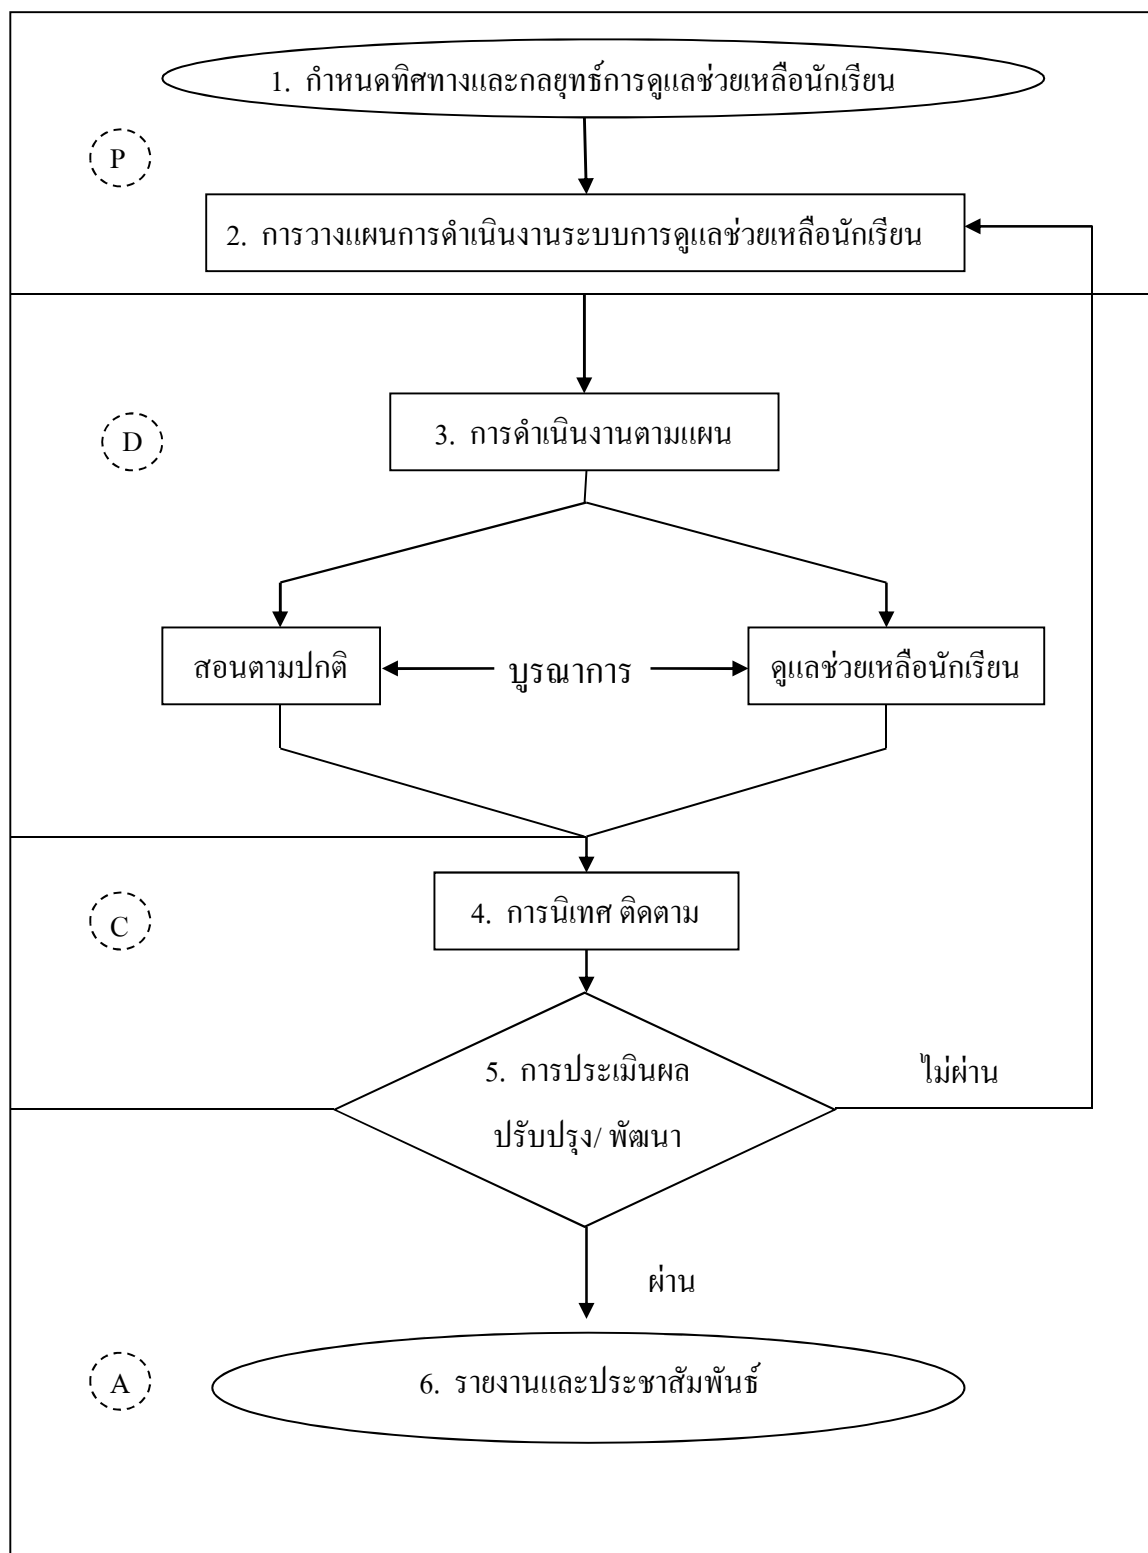 1. กำหนดทิศทางและกลยุทธ์การดูแลช่วยเหลือนักเรียน
P
2. การวางแผนการดำเนินงานระบบการดูแลช่วยเหลือนักเรียน
3. การดำเนินงานตามแผน
D
สอนตามปกติ
บูรณาการ
ดูแลช่วยเหลือนักเรียน
4. การนิเทศ ติดตาม
C
5. การประเมินผล
ปรับปรุง/ พัฒนา
ไม่ผ่าน
ผ่าน
A
6. รายงานและประชาสัมพันธ์